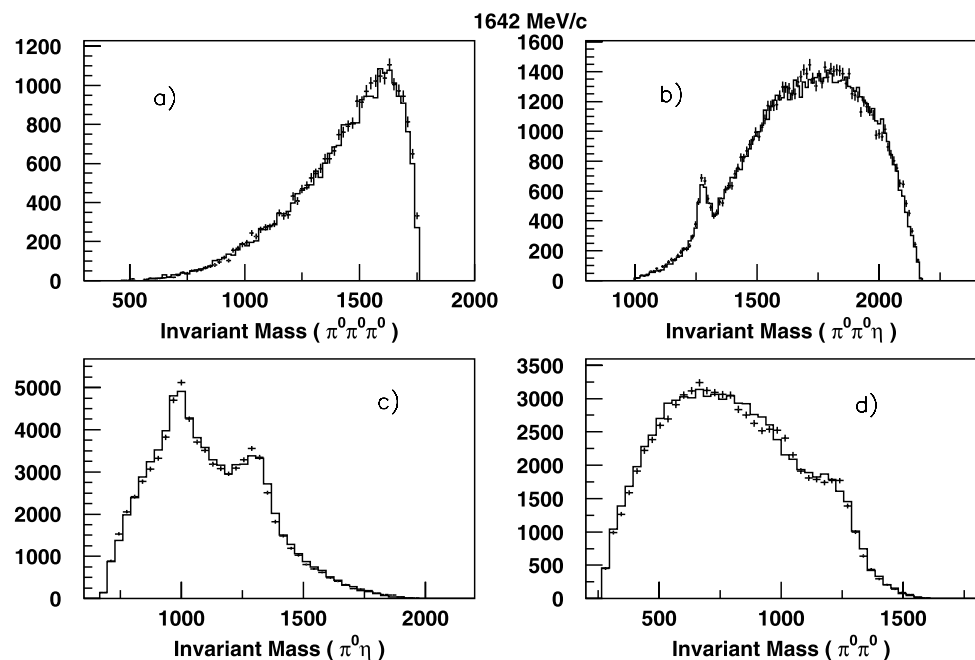 1642 MeV/c
1200
1000
800
600
400
200
0
a)
500 1000 1500 2000
Invariant Mass ( π⁰π⁰π⁰ )
1600
1400
1200
1000
800
600
400
200
0
b)
1000 1500 2000
Invariant Mass ( π⁰π⁰η )
5000
4000
3000
2000
1000
0
c)
1000 1500 2000
Invariant Mass ( π⁰η )
3500
3000
2500
2000
1500
1000
500
0
d)
500 1000 1500
Invariant Mass ( π⁰π⁰ )